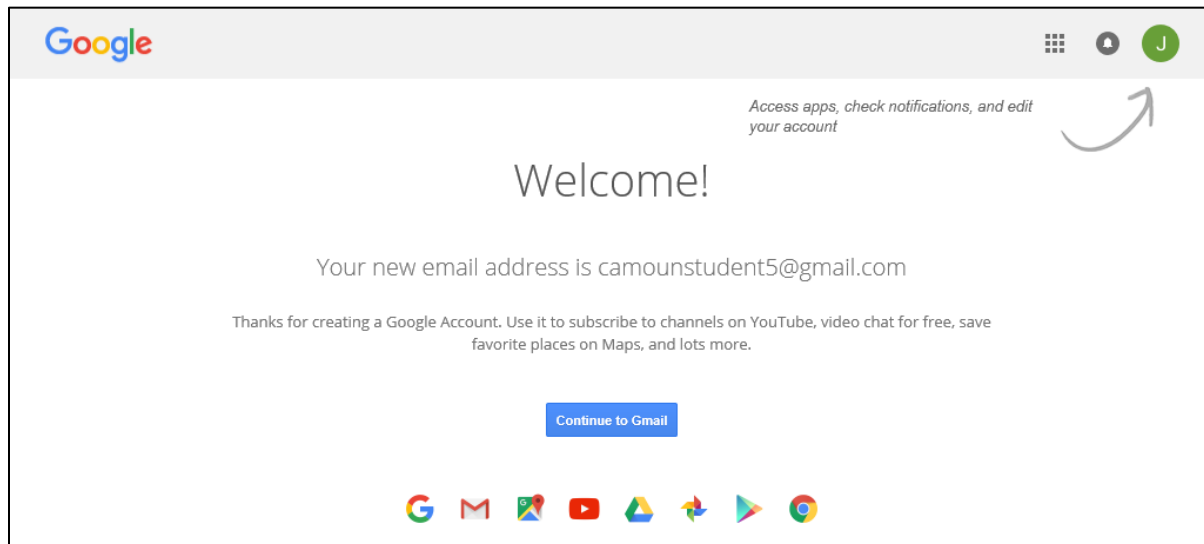 Google
J
Access apps, check notifications, and edit
your account
Welcome!
Your new email address is camounstudent5@gmail.com
Thanks for creating a Google Account. Use it to subscribe to channels on YouTube, video chat for free, save
favorite places on Maps, and lots more.
Continue to Gmail